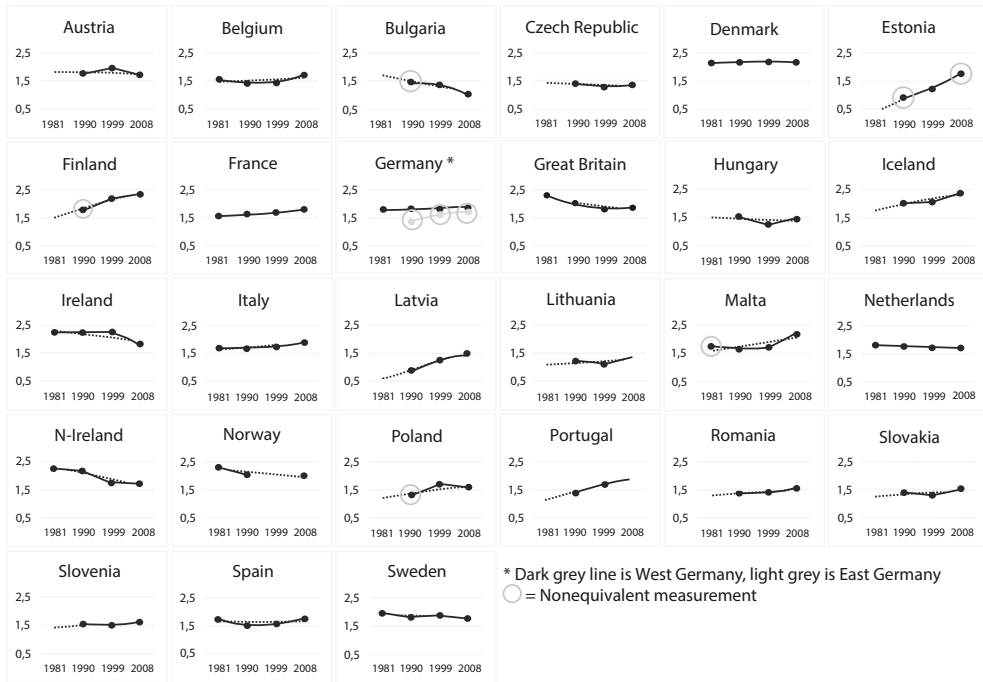 Austria
2,5
1,5
0,5
1981 1990 1999 2008
Belgium
2,5
1,5
0,5
1981 1990 1999 2008
Bulgaria
2,5
1,5
0,5
1981 1990 1999 2008
Czech Republic
2,5
1,5
0,5
1981 1990 1999 2008
Denmark
2,5
1,5
0,5
1981 1990 1999 2008
Estonia
2,5
1,5
0,5
1981 1990 1999 2008
Finland
2,5
1,5
0,5
1981 1990 1999 2008
France
2,5
1,5
0,5
1981 1990 1999 2008
Germany *
2,5
1,5
0,5
1981 1990 1999 2008
Great Britain
2,5
1,5
0,5
1981 1990 1999 2008
Hungary
2,5
1,5
0,5
1981 1990 1999 2008
Iceland
2,5
1,5
0,5
1981 1990 1999 2008
Ireland
2,5
1,5
0,5
1981 1990 1999 2008
Italy
2,5
1,5
0,5
1981 1990 1999 2008
Latvia
2,5
1,5
0,5
1981 1990 1999 2008
Lithuania
2,5
1,5
0,5
1981 1990 1999 2008
Malta
2,5
1,5
0,5
1981 1990 1999 2008
Netherlands
2,5
1,5
0,5
1981 1990 1999 2008
N-Ireland
2,5
1,5
0,5
1981 1990 1999 2008
Norway
2,5
1,5
0,5
1981 1990 1999 2008
Poland
2,5
1,5
0,5
1981 1990 1999 2008
Portugal
2,5
1,5
0,5
1981 1990 1999 2008
Romania
2,5
1,5
0,5
1981 1990 1999 2008
Slovakia
2,5
1,5
0,5
1981 1990 1999 2008
Slovenia
2,5
1,5
0,5
1981 1990 1999 2008
Spain
2,5
1,5
0,5
1981 1990 1999 2008
Sweden
2,5
1,5
0,5
1981 1990 1999 2008
* Dark grey line is West Germany, light grey is East Germany
= Nonequivalent measurement